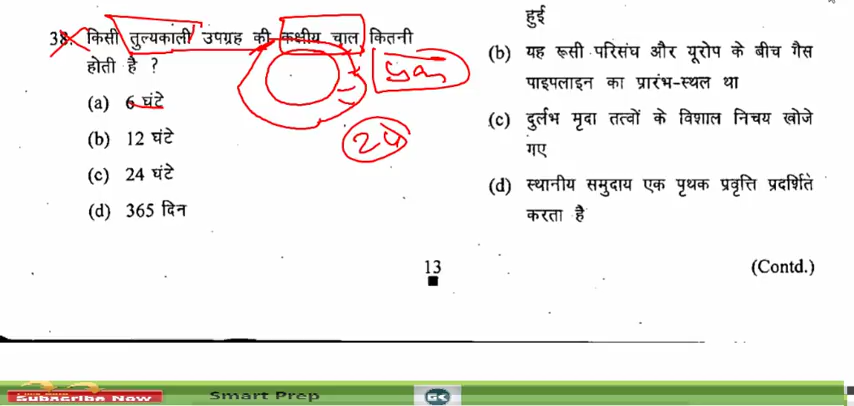 38. किसी तुल्यकाली उपग्रह की कक्षीय चाल कितनी
होती है ?
(a) 6 घंटे
(b) 12 घंटे
(c) 24 घंटे
(d) 365 दिन
24
हुई
(b) यह रूसी परिसंघ और यूरोप के बीच गैस
पाइपलाइन का प्रारंभ-स्थल था
(c) दुर्लभ मृदा तत्वों के विशाल निचय खोजे
गए
(d) स्थानीय समुदाय एक पृथक प्रवृत्ति प्रदर्शित
करता है
13
(Contd.)
Subscribe Now
Smart Prep
GK